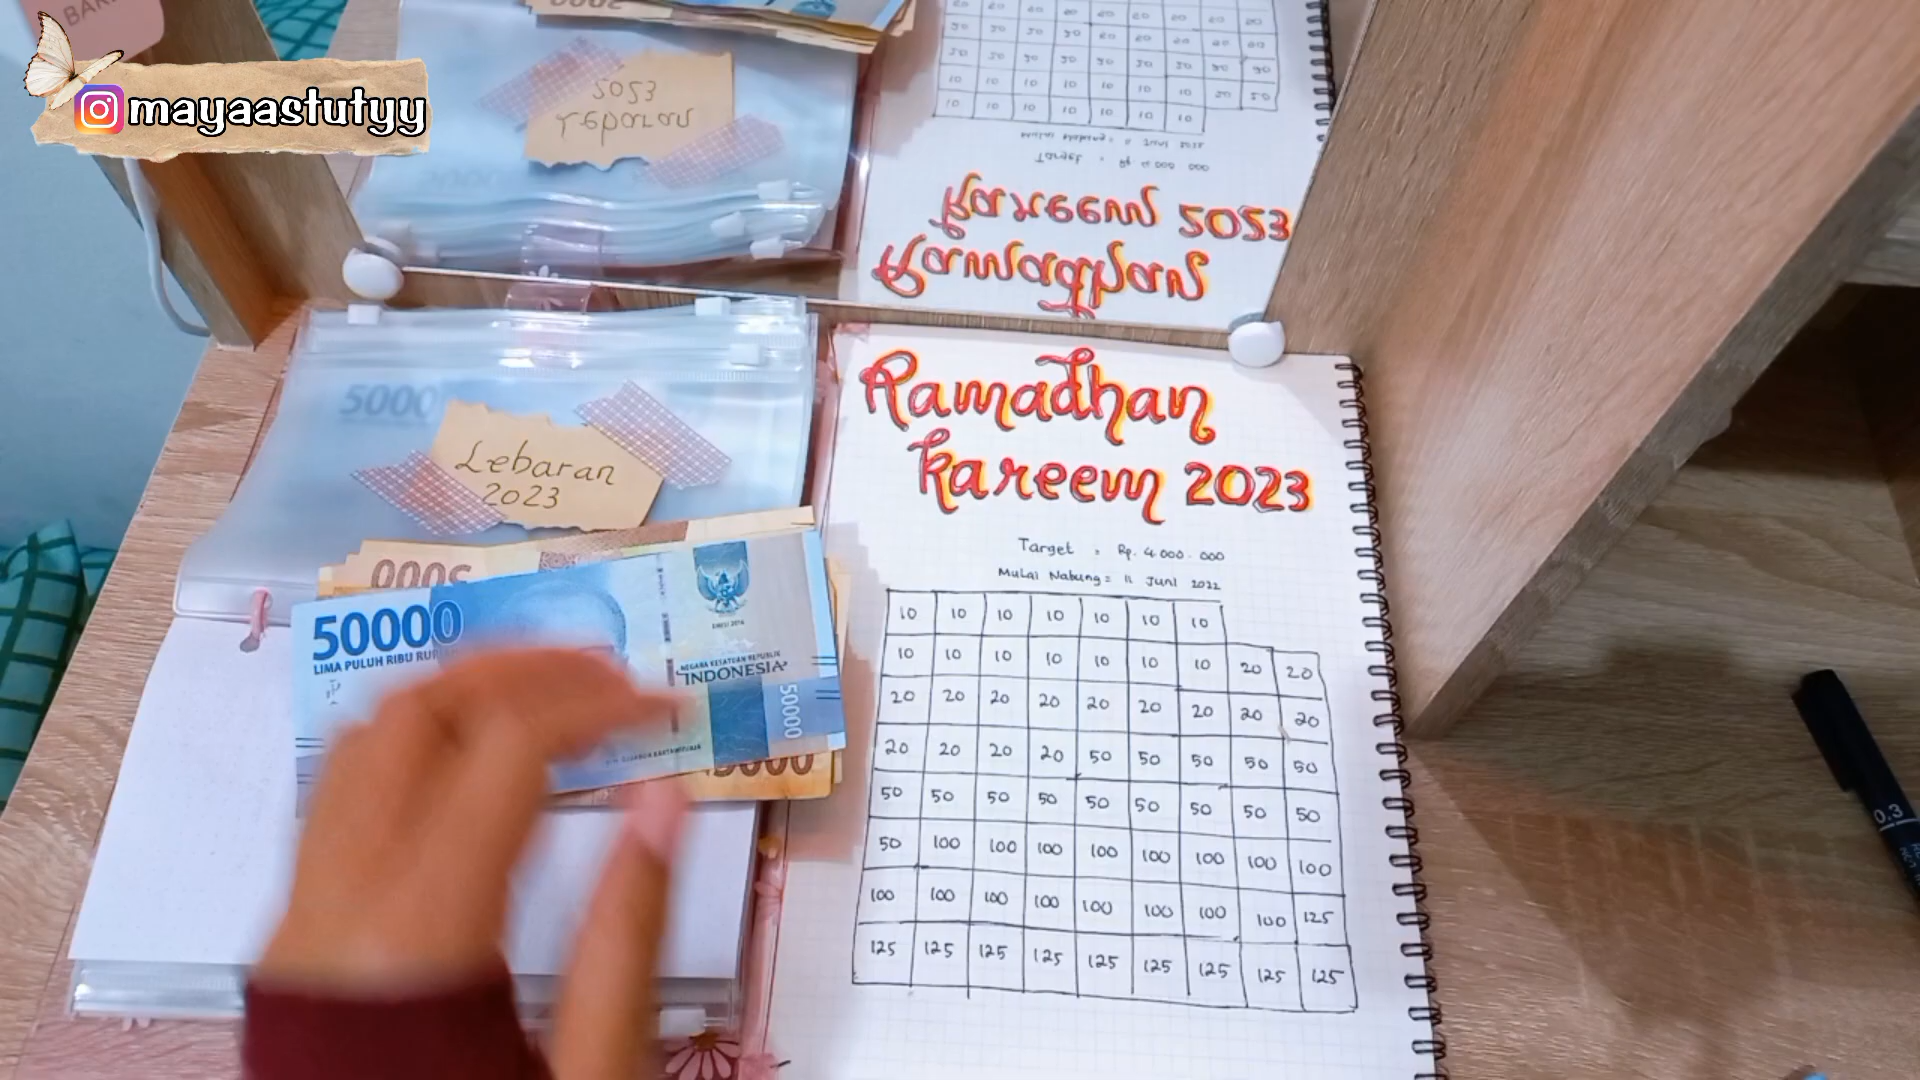 mayaastutyy
Lebaran
2023
5000
5000
50000
LIMA PULUH RIBU RUPIAH
NEGARA KESATUAN REPUBLIK
INDONESIA
50000
Ramadhan
Kareem 2023
Target = Rp. 4.000.000
Mulai Nabung = 11 Juni 2022
10 10 10 10 10 10 10
10 10 10 10 10 10 10 20 20
20 20 20 20 20 20 20 20 20
20 20 20 20 50 50 50 50 50
50 50 50 50 50 50 50 50 50
50 100 100 100 100 100 100 100 100
100 100 100 100 100 100 100 100 125
125 125 125 125 125 125 125 125 125
0.3